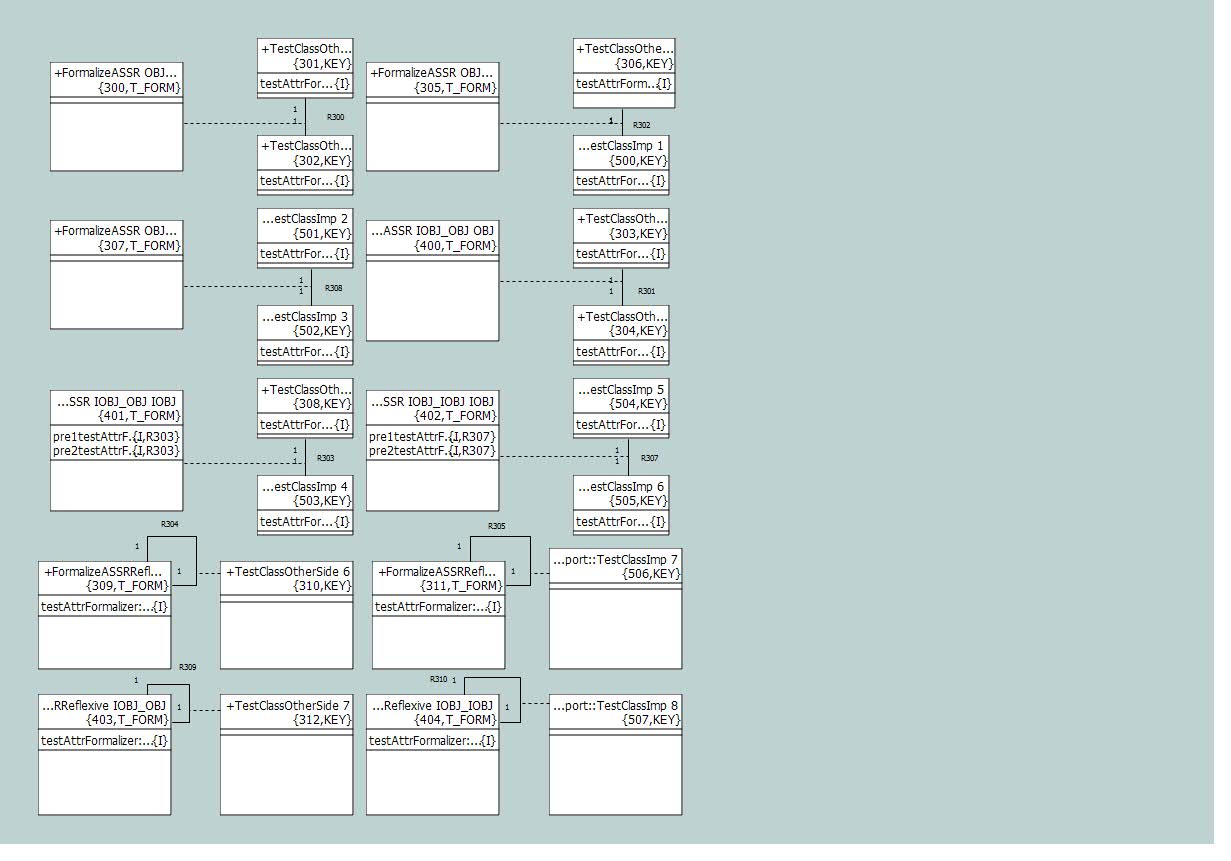 +FormalizeASSR OBJ...
{300,T_FORM}
+TestClassOth...
{301,KEY}
testAttrFor...{I}
1
1
R300
+TestClassOth...
{302,KEY}
testAttrFor...{I}
+FormalizeASSR OBJ...
{305,T_FORM}
+TestClassOthe...
{306,KEY}
testAttrForm...{I}
1
R302
...estClassImp 1
{500,KEY}
testAttrFor...{I}
+FormalizeASSR OBJ...
{307,T_FORM}
...estClassImp 2
{501,KEY}
testAttrFor...{I}
1
1
R308
...estClassImp 3
{502,KEY}
testAttrFor...{I}
...ASSR IOBJ_OBJ OBJ
{400,T_FORM}
+TestClassOth...
{303,KEY}
testAttrFor...{I}
1
1
R301
+TestClassOth...
{304,KEY}
testAttrFor...{I}
...SSR IOBJ_OBJ IOBJ
{401,T_FORM}
pre1testAttrF..{I,R303}
pre2testAttrF..{I,R303}
+TestClassOth...
{308,KEY}
testAttrFor...{I}
1
1
R303
...estClassImp 4
{503,KEY}
testAttrFor...{I}
...SSR IOBJ_IOBJ IOBJ
{402,T_FORM}
pre1testAttrF..{I,R307}
pre2testAttrF..{I,R307}
...estClassImp 5
{504,KEY}
testAttrFor...{I}
1
1
R307
...estClassImp 6
{505,KEY}
testAttrFor...{I}
R304
1
1
+FormalizeASSRRefl...
{309,T_FORM}
testAttrFormalizer:...{I}
+TestClassOtherSide 6
{310,KEY}
R305
1
1
+FormalizeASSRRefl...
{311,T_FORM}
testAttrFormalizer:...{I}
...port::TestClassImp 7
{506,KEY}
R309
1
1
...RReflexive IOBJ_OBJ
{403,T_FORM}
testAttrFormalizer:...{I}
+TestClassOtherSide 7
{312,KEY}
R310 1
1
...Reflexive IOBJ_IOBJ
{404,T_FORM}
testAttrFormalizer:...{I}
...port::TestClassImp 8
{507,KEY}